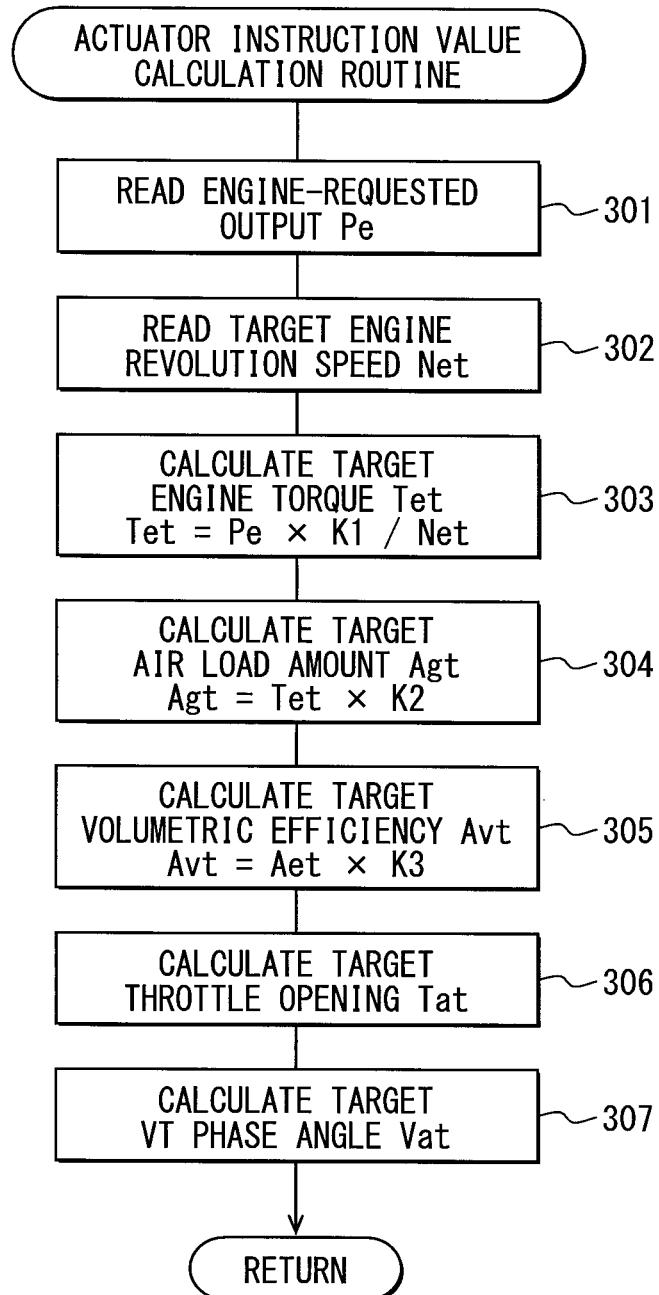 ACTUATOR INSTRUCTION VALUE
CALCULATION ROUTINE
READ ENGINE-REQUESTED
OUTPUT Pe
301
READ TARGET ENGINE
REVOLUTION SPEED Net
302
CALCULATE TARGET
ENGINE TORQUE Tet
Tet = Pe × K1 / Net
303
CALCULATE TARGET
AIR LOAD AMOUNT Agt
Agt = Tet × K2
304
CALCULATE TARGET
VOLUMETRIC EFFICIENCY Avt
Avt = Aet × K3
305
CALCULATE TARGET
THROTTLE OPENING Tat
306
CALCULATE TARGET
VT PHASE ANGLE Vat
307
RETURN